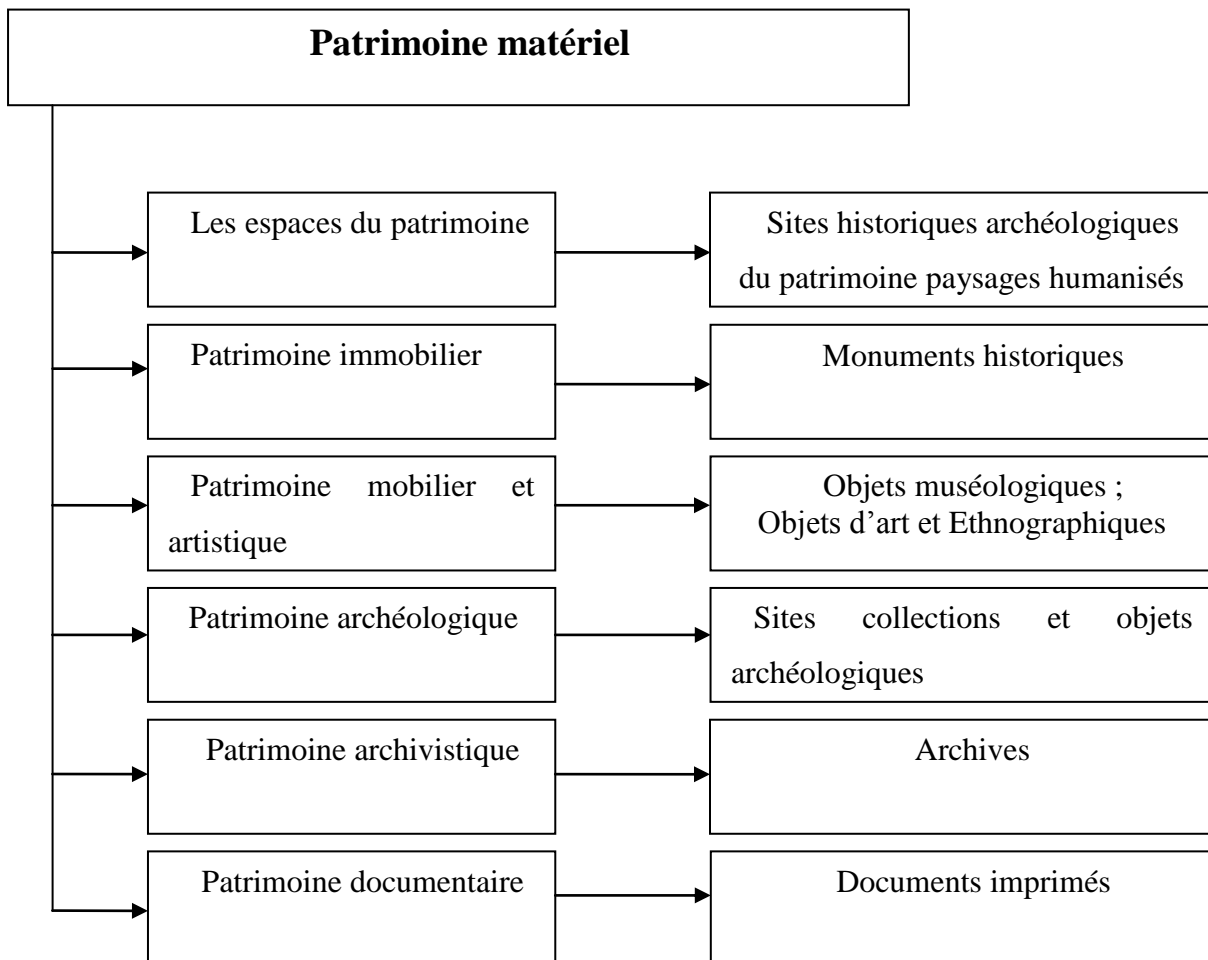 Patrimoine matériel
Les espaces du patrimoine
Sites historiques archéologiques
du patrimoine paysages humanisés
Patrimoine immobilier
Monuments historiques
Patrimoine mobilier et
artistique
Objets muséologiques ;
Objets d’art et Ethnographiques
Patrimoine archéologique
Sites collections et objets
archéologiques
Patrimoine archivistique
Archives
Patrimoine documentaire
Documents imprimés